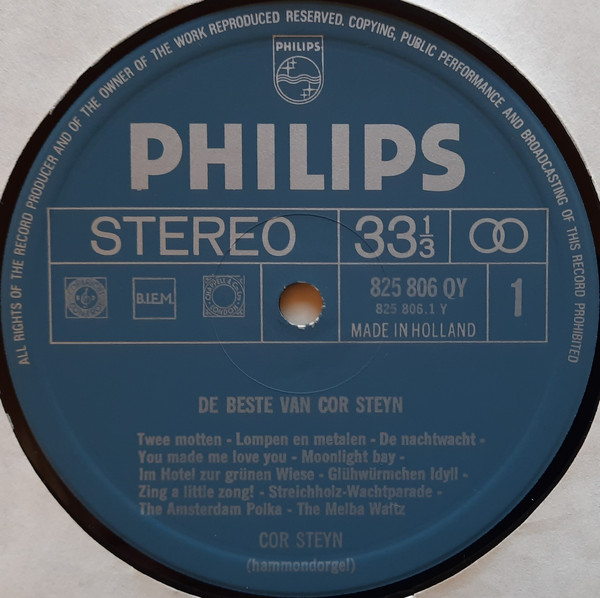 ALL RIGHTS OF THE RECORD PRODUCER AND OF THE OWNER OF THE WORK REPRODUCED RESERVED. COPYING, PUBLIC PERFORMANCE AND BROADCASTING OF THIS RECORD PROHIBITED
PHILIPS
PHILIPS
STEREO 33 1/3
B.I.E.M. 825 806 QY 1
825 806.1 Y
MADE IN HOLLAND
DE BESTE VAN COR STEYN
Twee motten - Lompen en metalen - De nachtwacht -
You made me love you - Moonlight bay -
Im Hotel zur grünen Wiese - Glühwürmchen Idyll -
Zing a little zong! - Streichholz-Wachtparade -
The Amsterdam Polka - The Melba Waltz
COR STEYN
(hammondorgel)